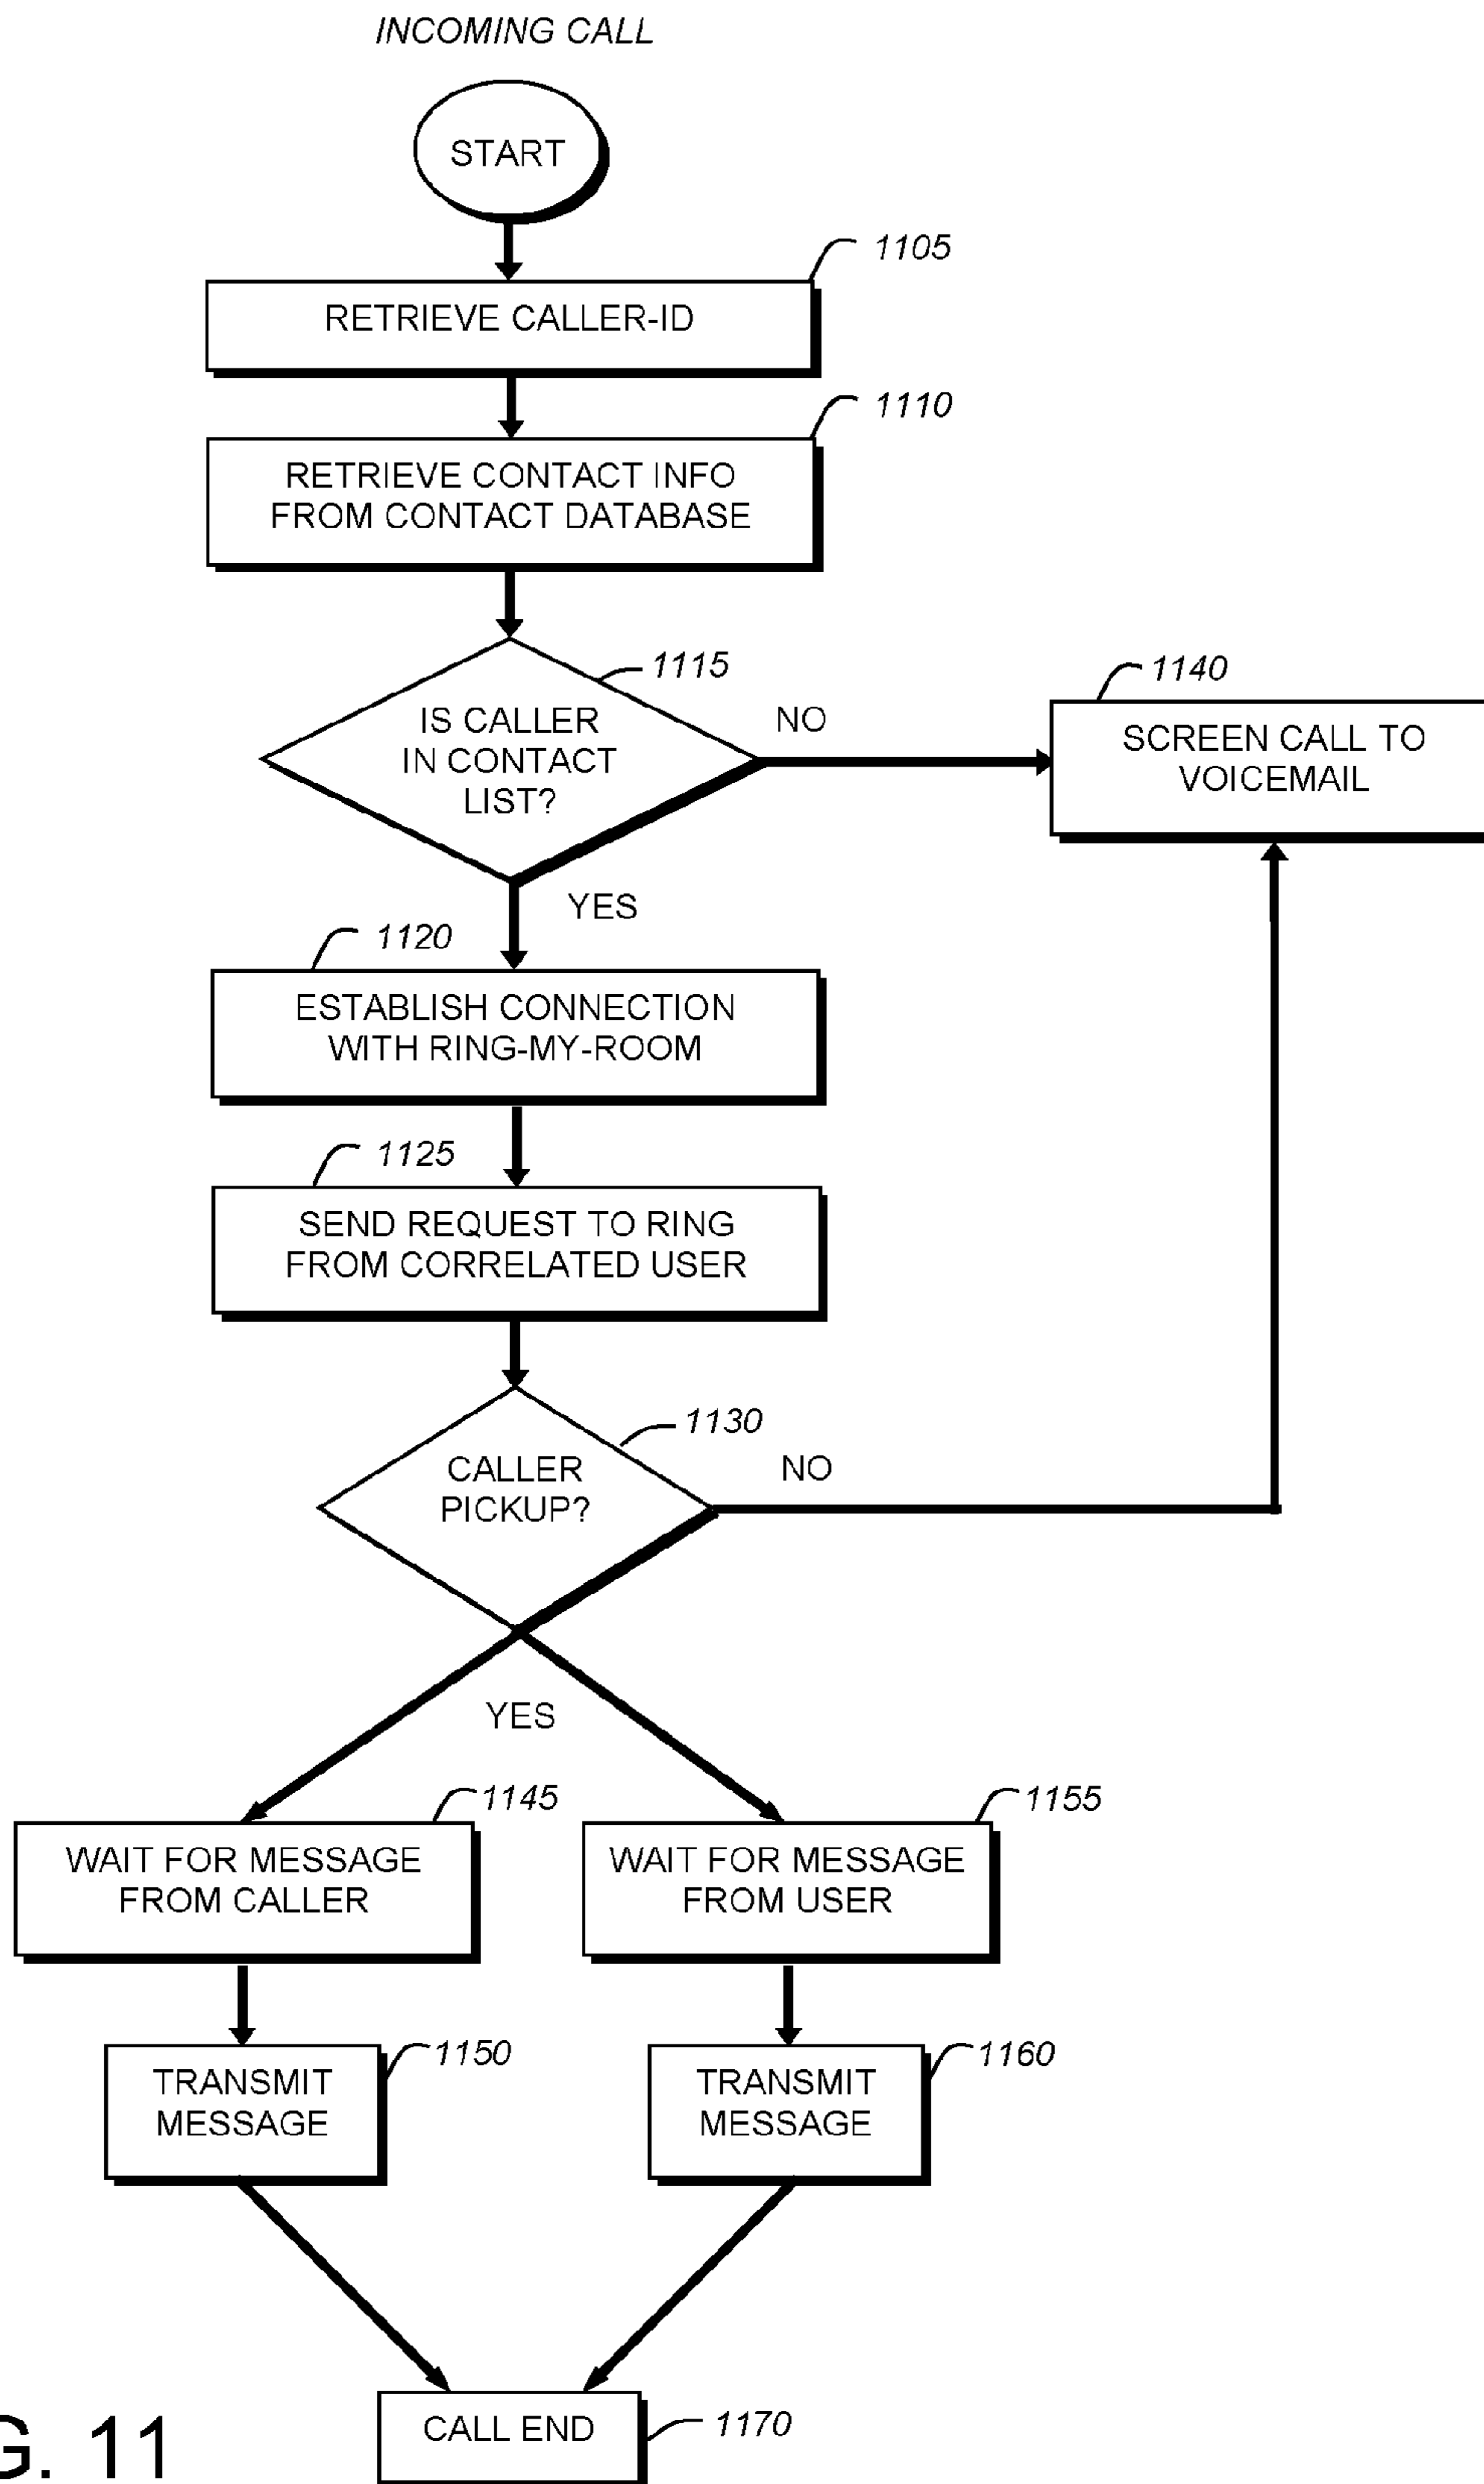 INCOMING CALL
START
1105
RETRIEVE CALLER-ID
1110
RETRIEVE CONTACT INFO
FROM CONTACT DATABASE
1115
IS CALLER
IN CONTACT
LIST?
NO
1140
SCREEN CALL TO
VOICEMAIL
YES
1120
ESTABLISH CONNECTION
WITH RING-MY-ROOM
1125
SEND REQUEST TO RING
FROM CORRELATED USER
1130
CALLER
PICKUP?
NO
YES
1145
WAIT FOR MESSAGE
FROM CALLER
1155
WAIT FOR MESSAGE
FROM USER
1150
TRANSMIT
MESSAGE
1160
TRANSMIT
MESSAGE
CALL END
1170
G. 11